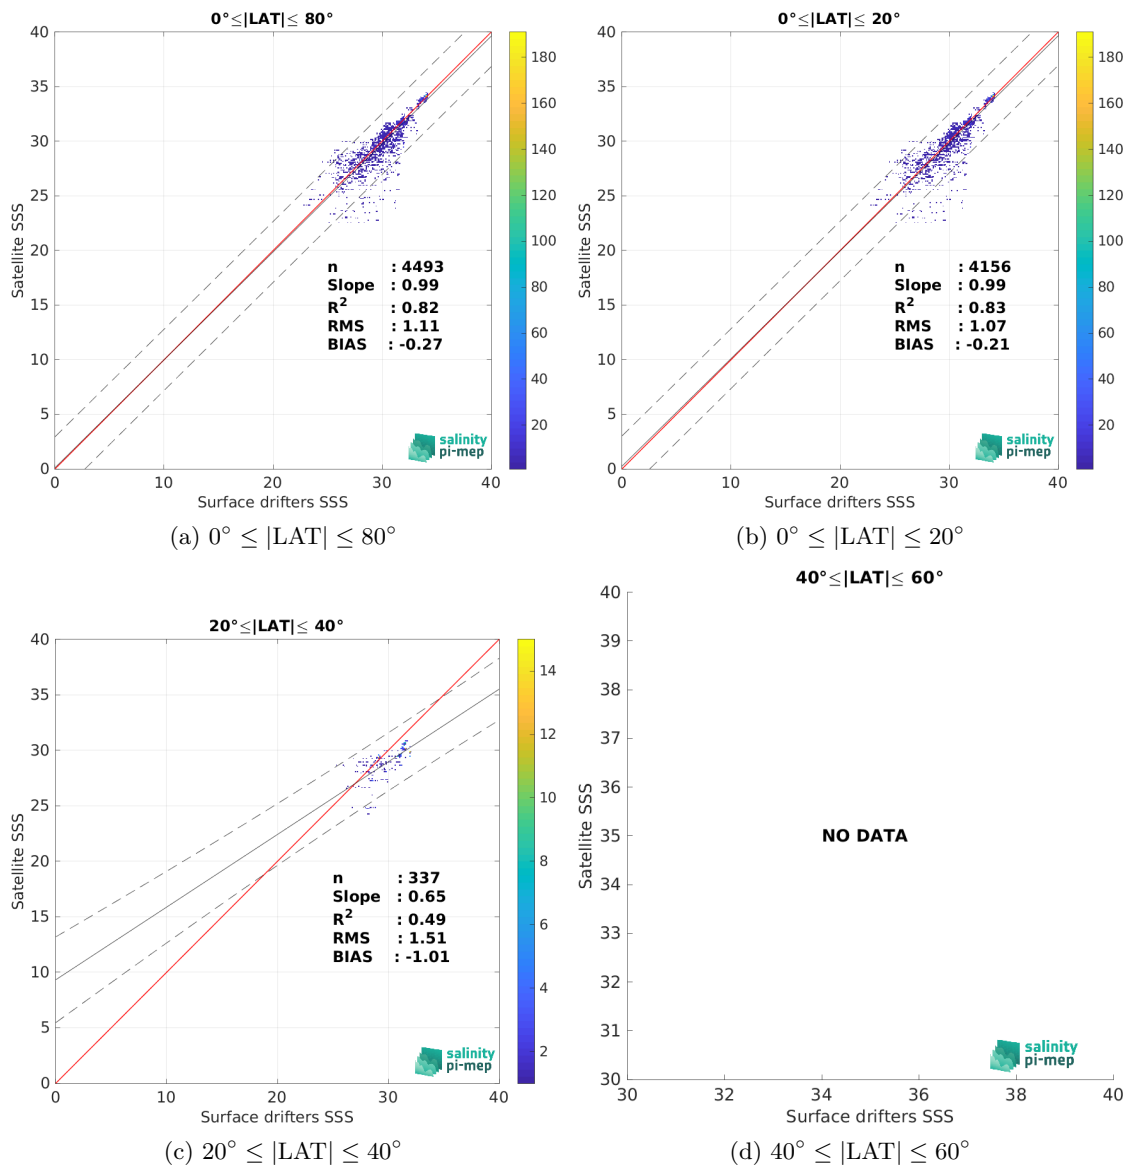 0°≤|LAT|≤ 80°
40
35
30
25
20
15
10
5
0
0
10
20
30
40
Satellite SSS
Surface drifters SSS
n : 4493
Slope : 0.99
R² : 0.82
RMS : 1.11
BIAS : -0.27
salinity
pi-mep
180
160
140
120
100
80
60
40
20
(a) 0° ≤ |LAT| ≤ 80°
0°≤|LAT|≤ 20°
40
35
30
25
20
15
10
5
0
0
10
20
30
40
Satellite SSS
Surface drifters SSS
n : 4156
Slope : 0.99
R² : 0.83
RMS : 1.07
BIAS : -0.21
salinity
pi-mep
180
160
140
120
100
80
60
40
20
(b) 0° ≤ |LAT| ≤ 20°
20°≤|LAT|≤ 40°
40
35
30
25
20
15
10
5
0
0
10
20
30
40
Satellite SSS
Surface drifters SSS
n : 337
Slope : 0.65
R² : 0.49
RMS : 1.51
BIAS : -1.01
salinity
pi-mep
14
12
10
8
6
4
2
(c) 20° ≤ |LAT| ≤ 40°
40°≤|LAT|≤ 60°
40
39
38
37
36
35
34
33
32
31
30
30
32
34
36
38
40
Satellite SSS
Surface drifters SSS
NO DATA
salinity
pi-mep
(d) 40° ≤ |LAT| ≤ 60°